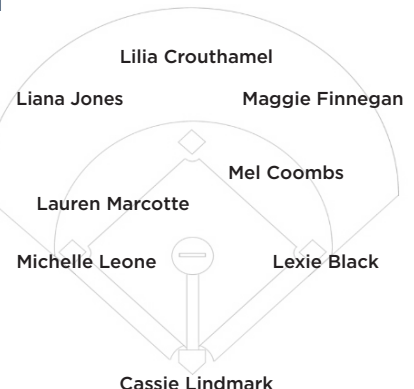 Lilia Crouthamel
Liana Jones
Maggie Finnegan
Mel Coombs
Lauren Marcotte
Michelle Leone
Lexie Black
Cassie Lindmark